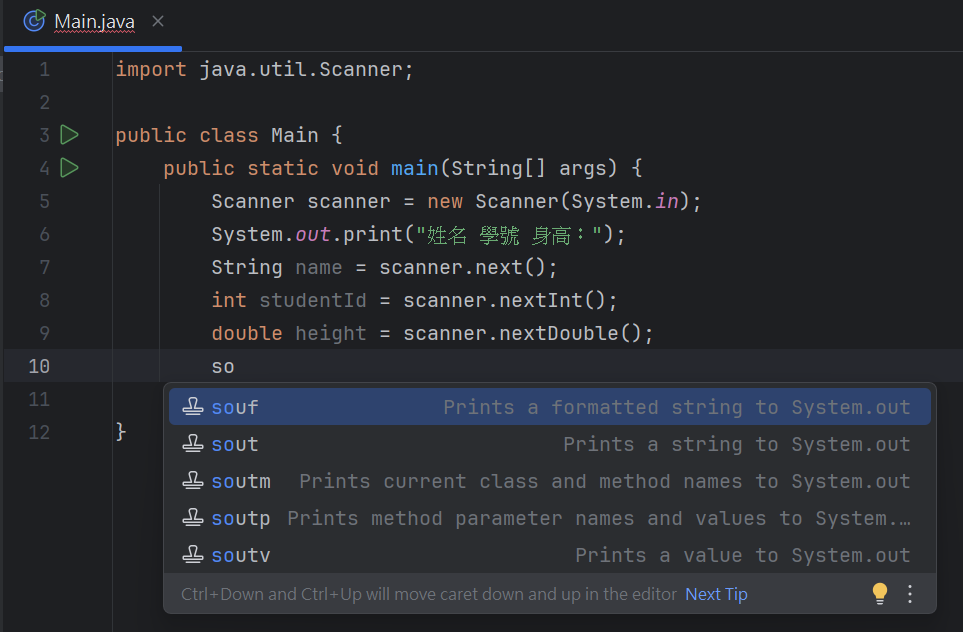 Main.java
1 import java.util.Scanner;
2
3 public class Main {
4 public static void main(String[] args) {
5 Scanner scanner = new Scanner(System.in);
6 System.out.print("姓名 學號 身高：");
7 String name = scanner.next();
8 int studentId = scanner.nextInt();
9 double height = scanner.nextDouble();
10 so
souf Prints a formatted string to System.out
sout Prints a string to System.out
soutm Prints current class and method names to System.out
soutp Prints method parameter names and values to System.…
soutv Prints a value to System.out
Ctrl+Down and Ctrl+Up will move caret down and up in the editor Next Tip
11
12 }